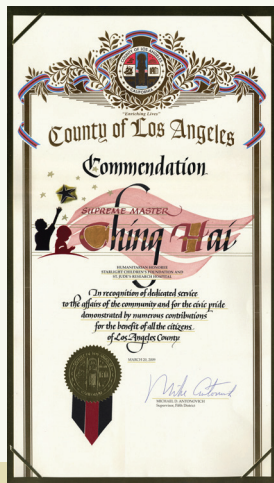 "Enriching Lives"
County of Los Angeles
Commendation
SUPREME MASTER
Ching Hai
STARLIGHT CHILDREN'S FOUNDATION AND
ST. JUDE'S RESEARCH HOSPITAL
In recognition of dedicated service
to the affairs of the community and for the civic pride
demonstrated by numerous contributions
for the benefit of all the citizens
of Los Angeles County
MARCH 20, 2009
MICHAEL D. ANTONOVICH
Supervisor, Fifth District